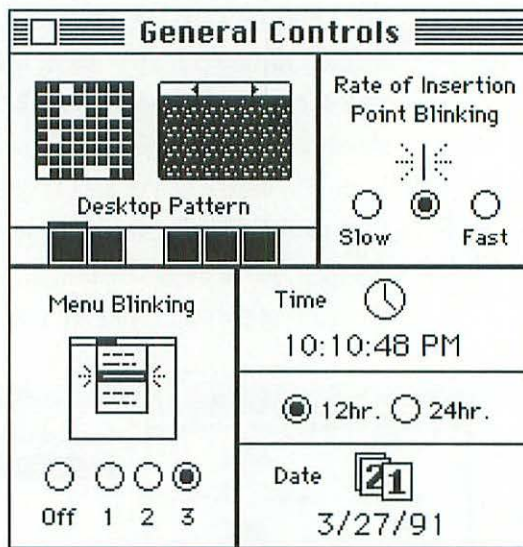 General Controls
Rate of Insertion
Point Blinking
Desktop Pattern
Slow Fast
Menu Blinking
Time
10:10:48 PM
12hr. 24hr.
Date 21
3/27/91
Off 1 2 3